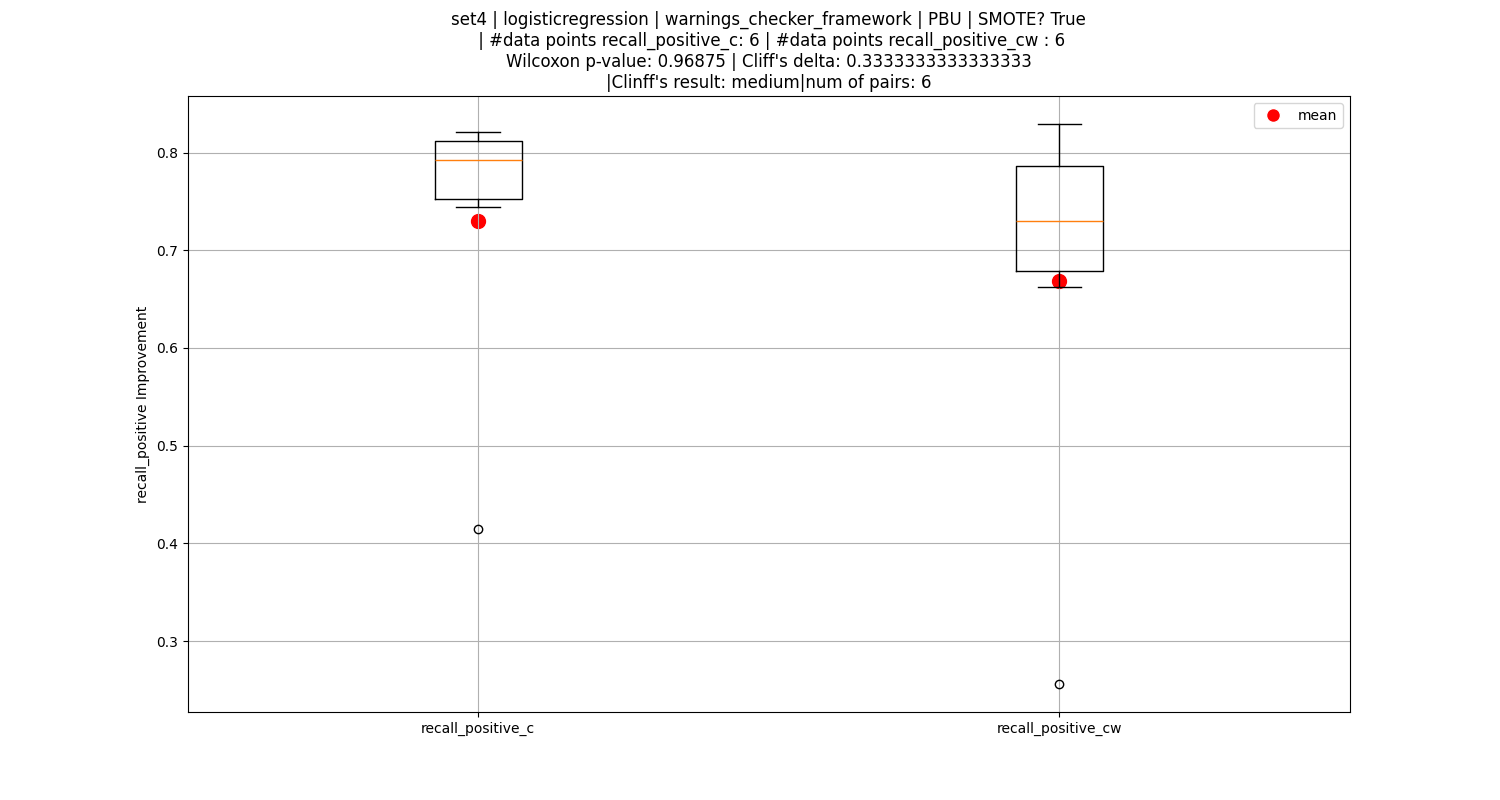 set4 | logisticregression | warnings_checker_framework | PBU | SMOTE? True
| #data points recall_positive_c: 6 | #data points recall_positive_cw : 6
Wilcoxon p-value: 0.96875 | Cliff's delta: 0.3333333333333333
|Clinff's result: medium|num of pairs: 6
mean
0.8
0.7
0.6
0.5
0.4
0.3
recall_positive Improvement
recall_positive_c
recall_positive_cw